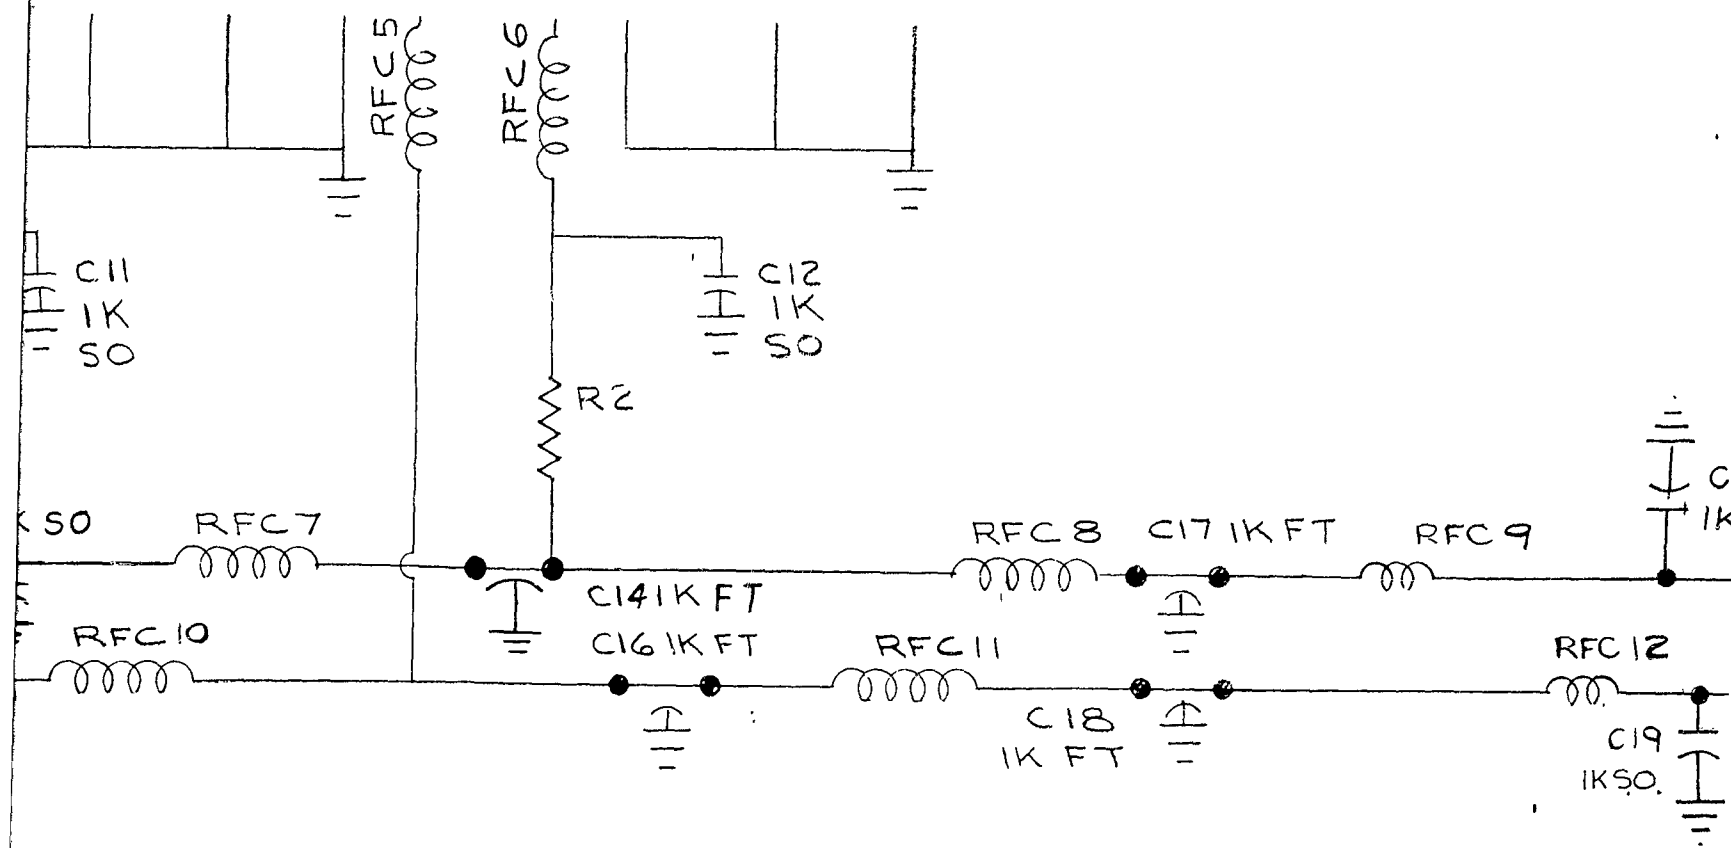 RFC5
RFC6
C11
1K
SO
C12
1K
SO
R2
SO
RFC7
RFC8
C17 1K FT
RFC9
C
1K
C14 1K FT
RFC10
C16 1K FT
RFC11
RFC12
C18
1K FT
C19
1K SO.